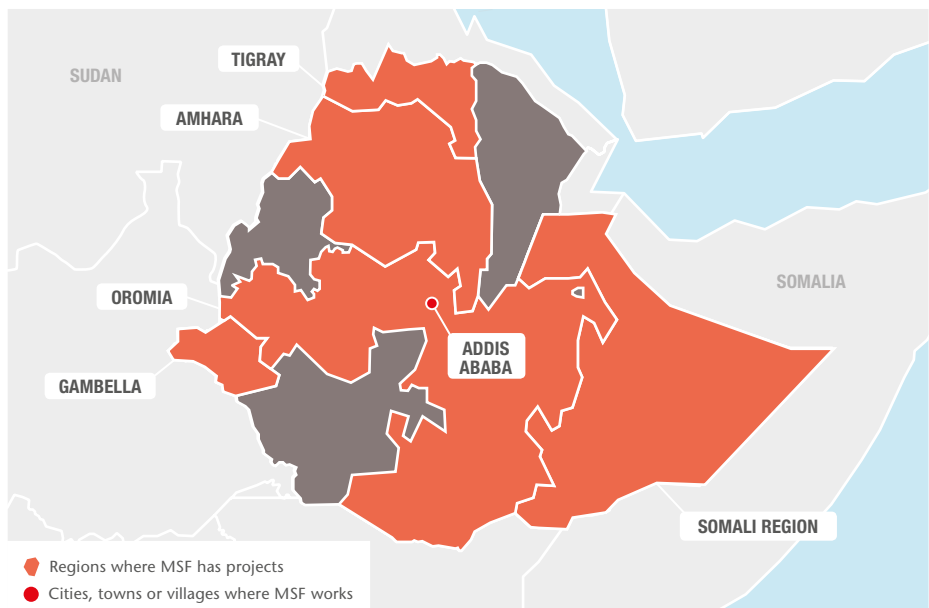 TIGRAY
SUDAN
AMHARA
SOMALIA
OROMIA
ADDIS
ABABA
GAMBELLA
SOMALI REGION
Regions where MSF has projects
Cities, towns or villages where MSF works